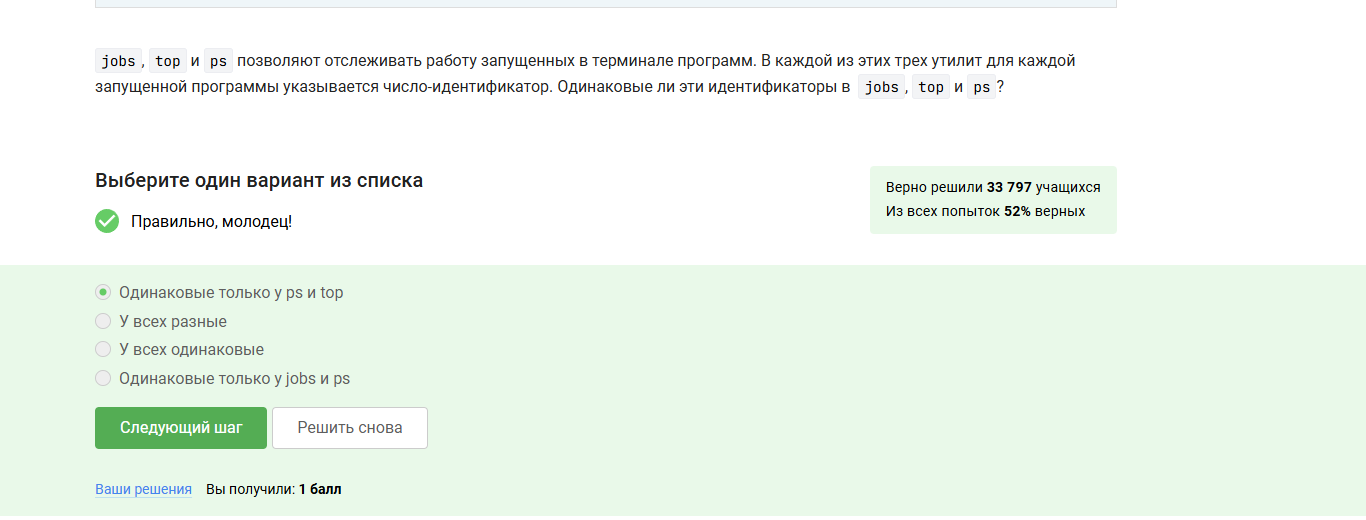 jobs, top и ps позволяют отслеживать работу запущенных в терминале программ. В каждой из этих трех утилит для каждой
запущенной программы указывается число-идентификатор. Одинаковые ли эти идентификаторы в jobs, top и ps?
Выберите один вариант из списка
Правильно, молодец!
Верно решили 33 797 учащихся
Из всех попыток 52% верных
Одинаковые только у ps и top
У всех разные
У всех одинаковые
Одинаковые только у jobs и ps
Следующий шаг Решить снова
Ваши решения Вы получили: 1 балл